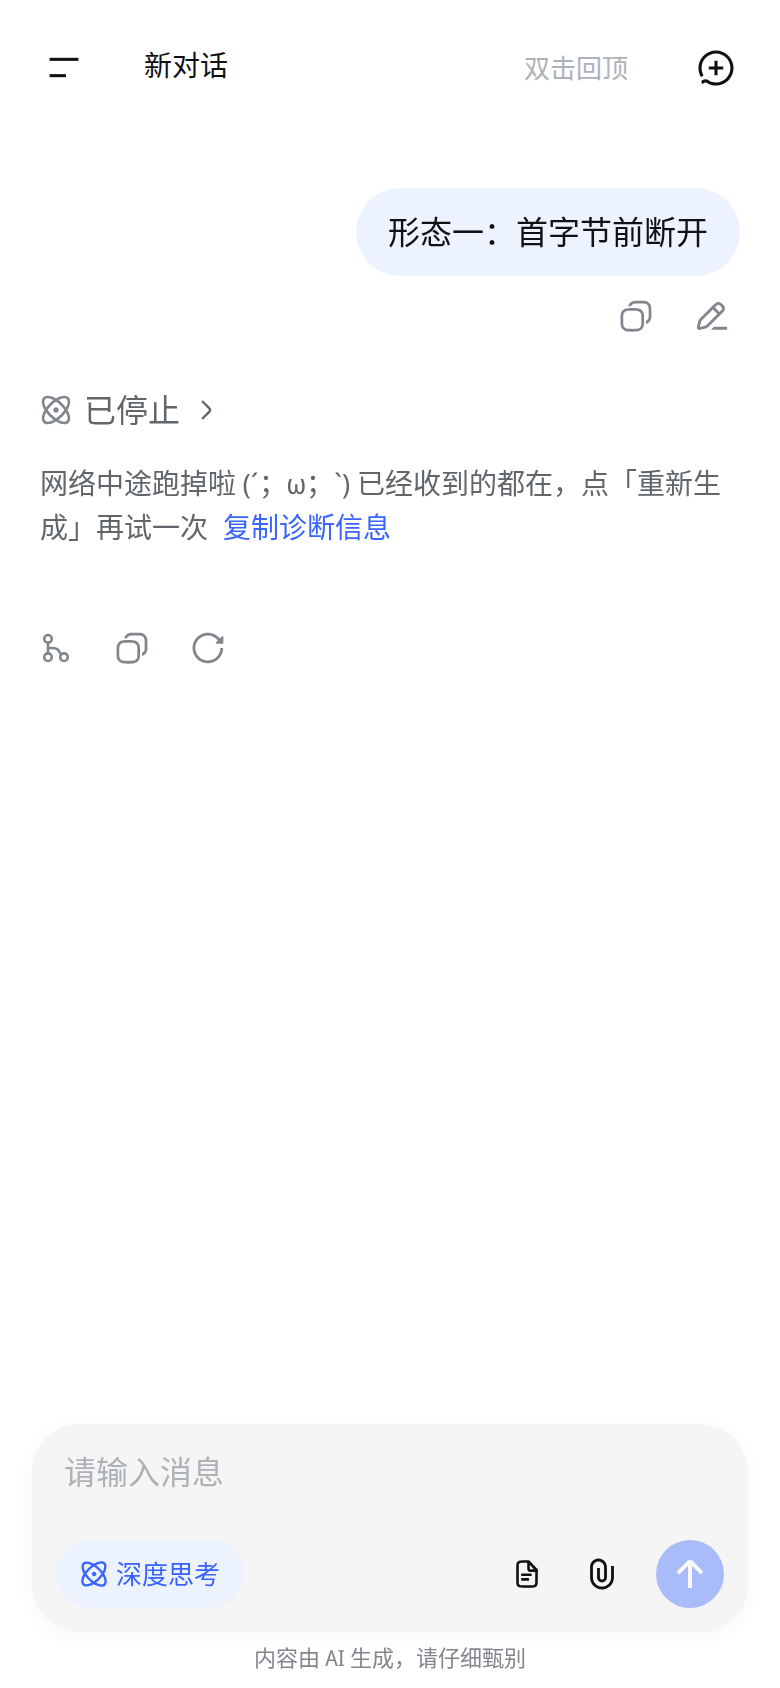 新对话
双击回顶
形态一：首字节前断开
已停止
网络中途跑掉啦 (´；ω；`) 已经收到的都在，点「重新生
成」再试一次 复制诊断信息
请输入消息
深度思考
内容由 AI 生成，请仔细甄别